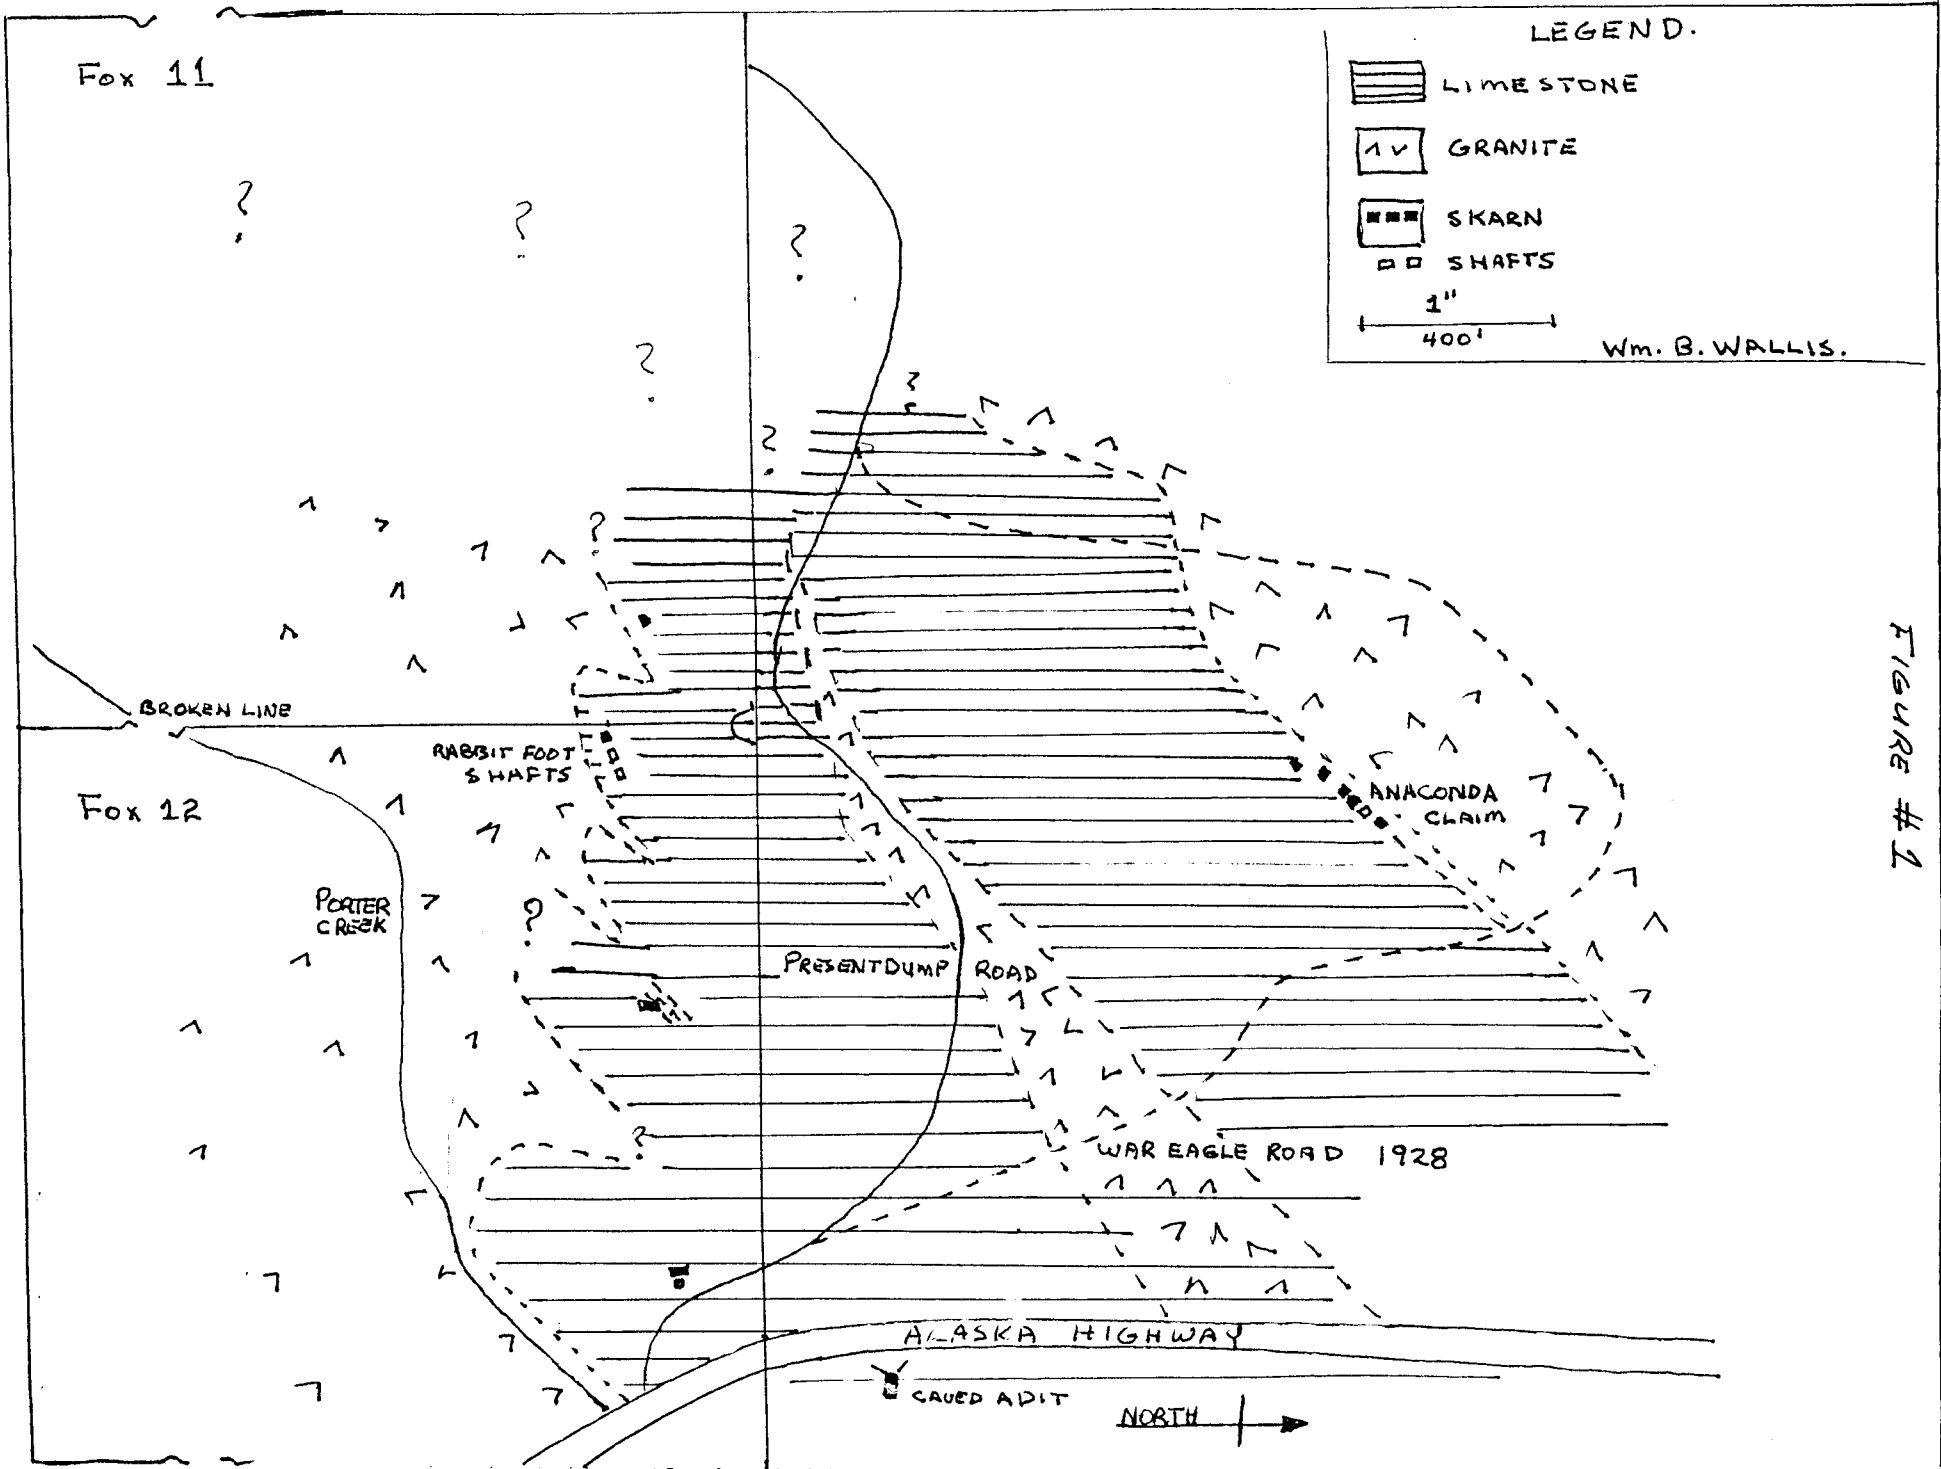 LEGEND.
LIMESTONE
GRANITE
SKARN
SHAFTS
1"
400'
Wm. B. WALLIS.
Fox 11
?
?
?
?
?
?
?
BROKEN LINE
RABBIT FOOT
SHAFTS
Fox 12
ANACONDA
CLAIM
PORTER
CREEK
?
PRESENT DUMP ROAD
?
WAR EAGLE ROAD 1928
ALASKA HIGHWAY
CAVED ADIT
NORTH
FIGURE #1